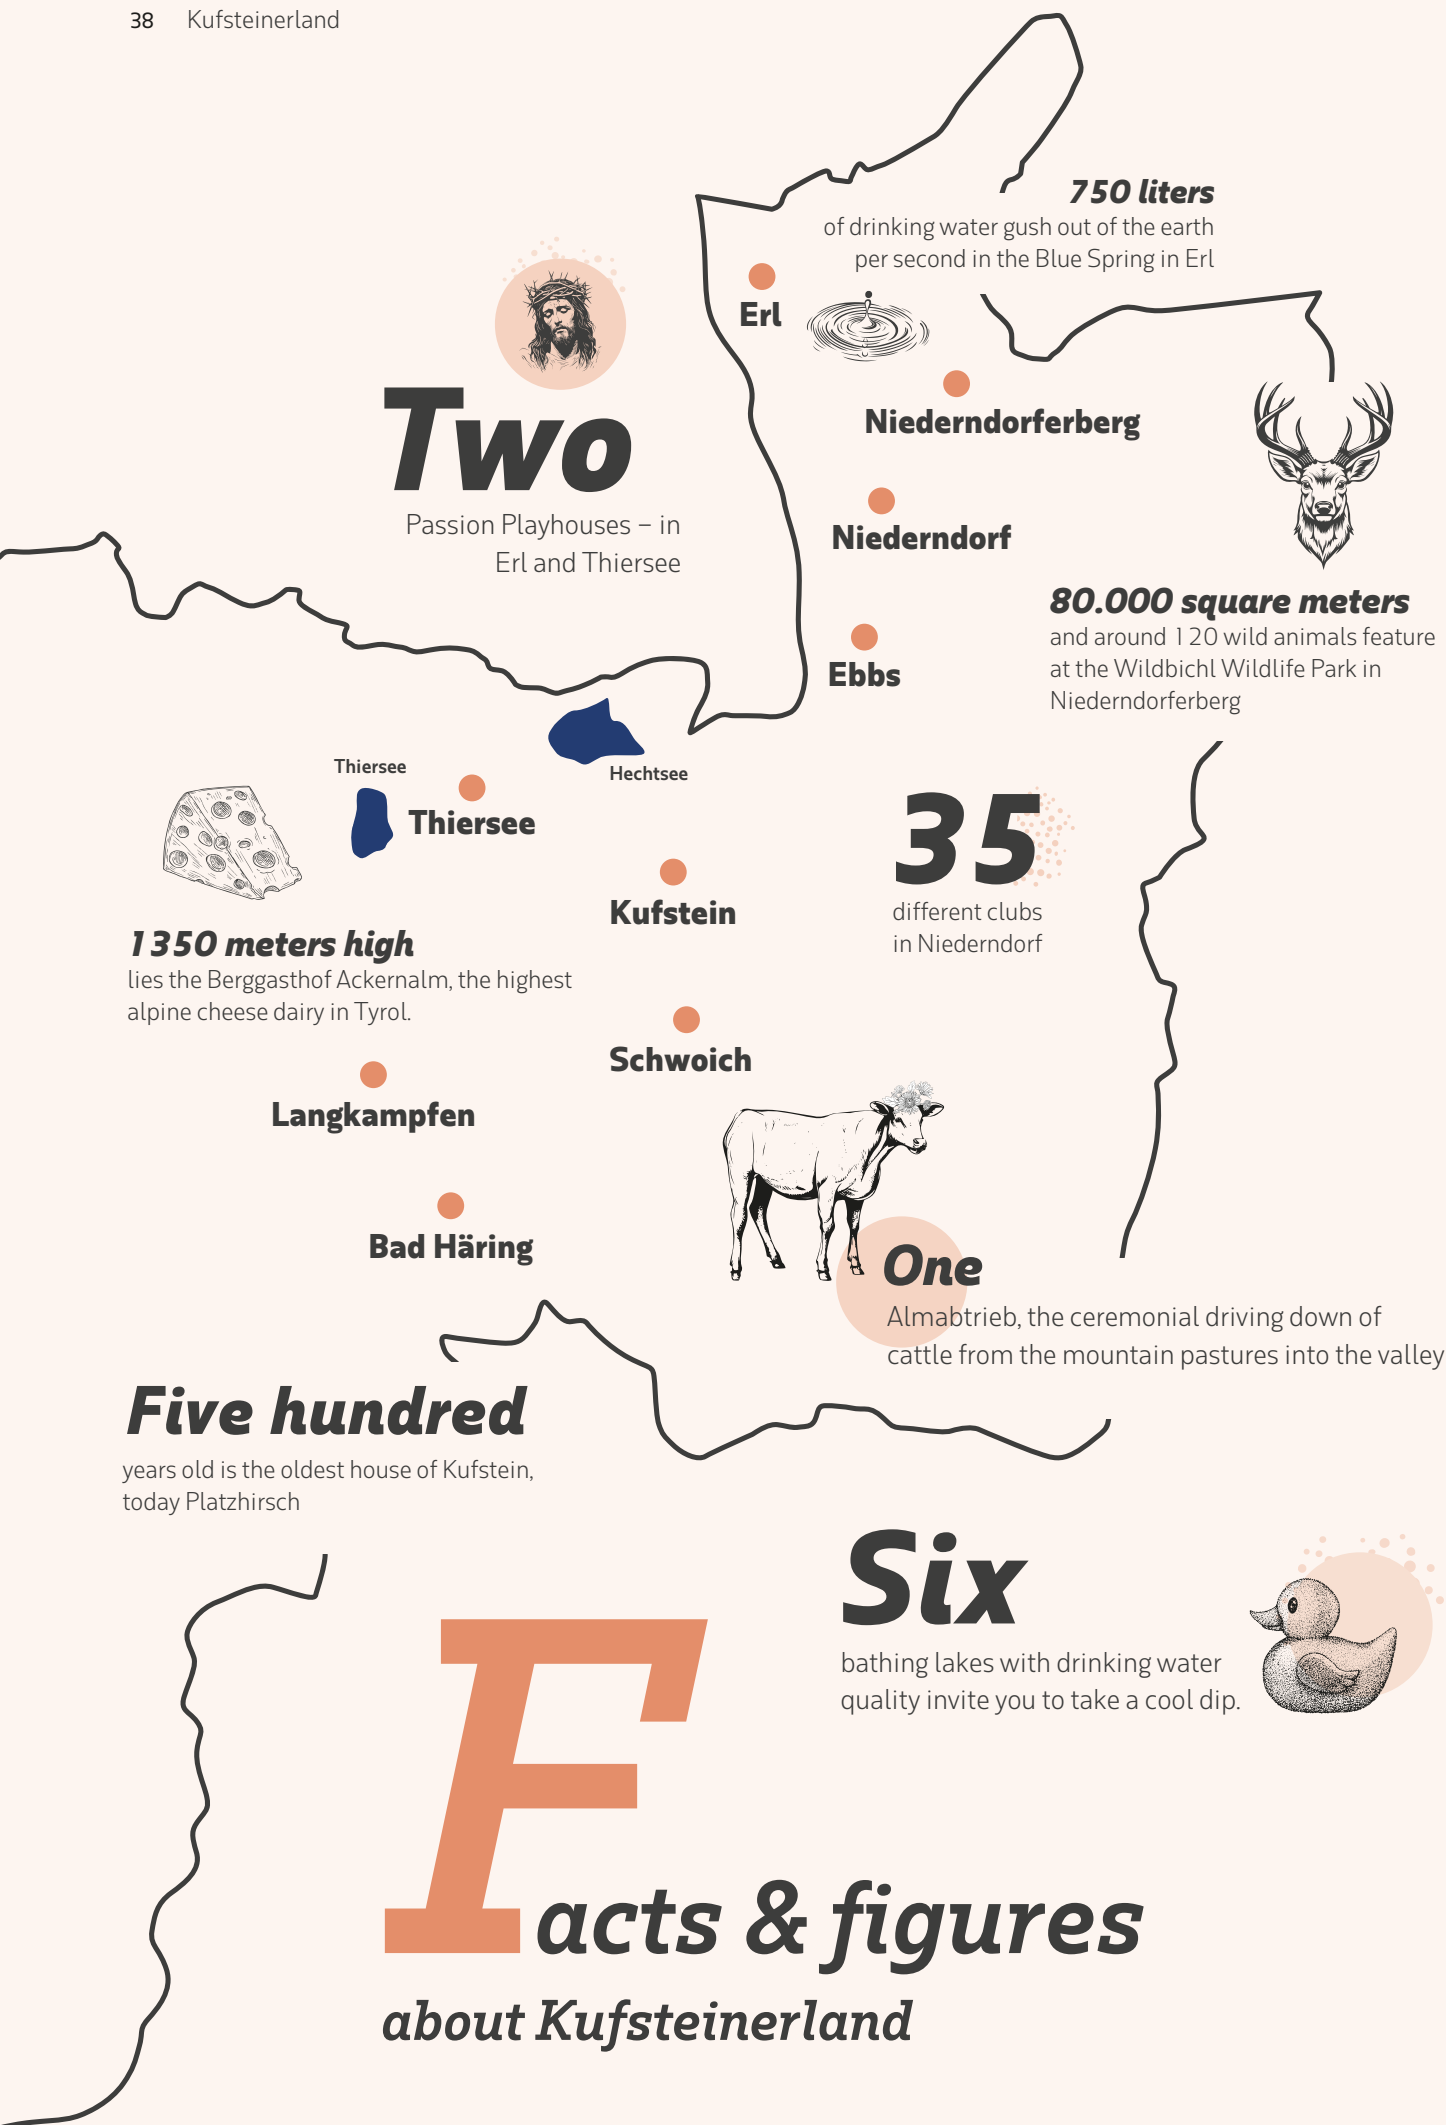 38 Kufsteinerland
750 liters
of drinking water gush out of the earth
per second in the Blue Spring in Erl
Erl
Niederndorferberg
Two
Passion Playhouses – in
Erl and Thiersee
Niederndorf
80.000 square meters
and around 120 wild animals feature
at the Wildbichl Wildlife Park in
Niederndorferberg
Ebbs
Thiersee
Hechtsee
Thiersee
35
different clubs
in Niederndorf
Kufstein
1350 meters high
lies the Berggasthof Ackernalm, the highest
alpine cheese dairy in Tyrol.
Schwoich
Langkampfen
Bad Häring
One
Almabtrieb, the ceremonial driving down of
cattle from the mountain pastures into the valley
Five hundred
years old is the oldest house of Kufstein,
today Platzhirsch
Six
bathing lakes with drinking water
quality invite you to take a cool dip.
Facts & figures
about Kufsteinerland